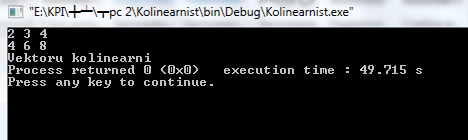 "E:\KPI\┼─┴\┬pc 2\Kolinearnist\bin\Debug\Kolinearnist.exe"
2 3 4
4 6 8
Vektoru kolinearni
Process returned 0 (0x0)   execution time : 49.715 s
Press any key to continue.